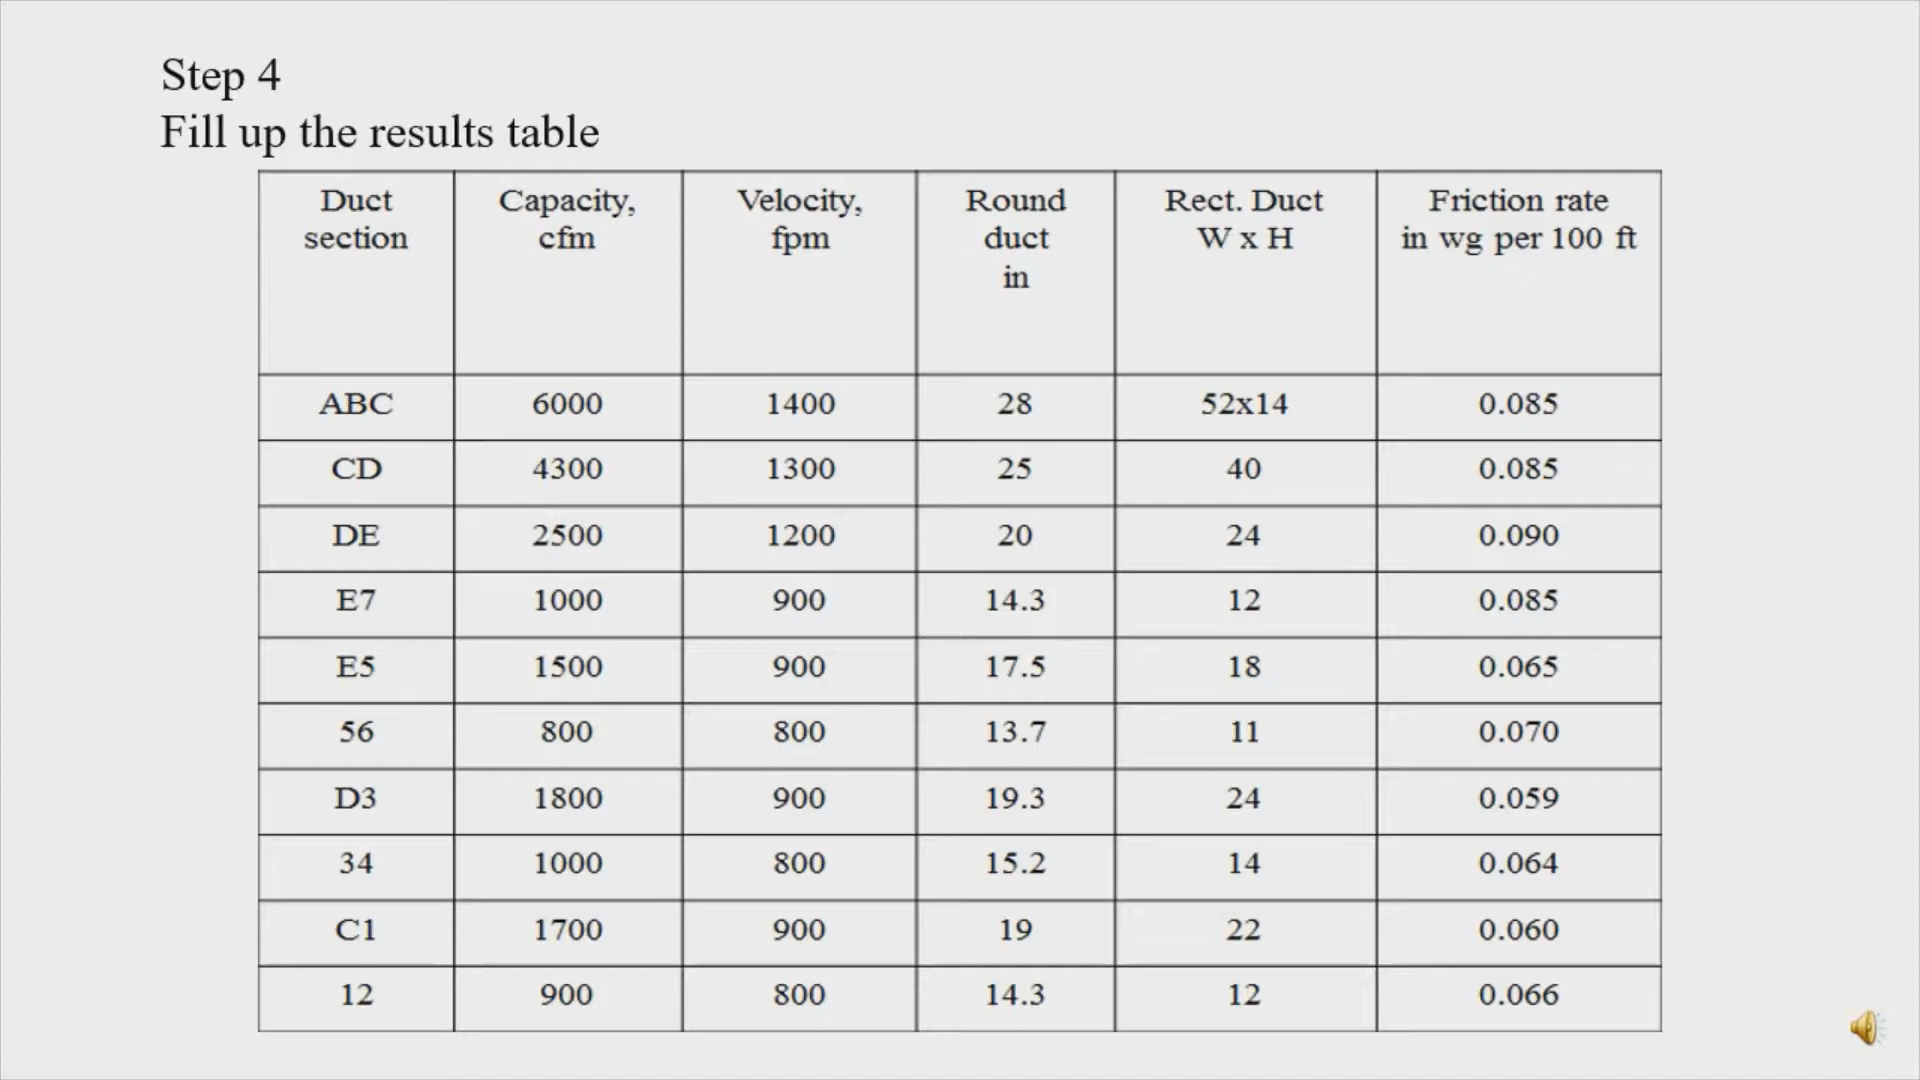 Step 4
Fill up the results table
Duct section Capacity, cfm Velocity, fpm Round duct in Rect. Duct W x H Friction rate in wg per 100 ft
ABC 6000 1400 28 52x14 0.085
CD 4300 1300 25 40 0.085
DE 2500 1200 20 24 0.090
E7 1000 900 14.3 12 0.085
E5 1500 900 17.5 18 0.065
56 800 800 13.7 11 0.070
D3 1800 900 19.3 24 0.059
34 1000 800 15.2 14 0.064
C1 1700 900 19 22 0.060
12 900 800 14.3 12 0.066